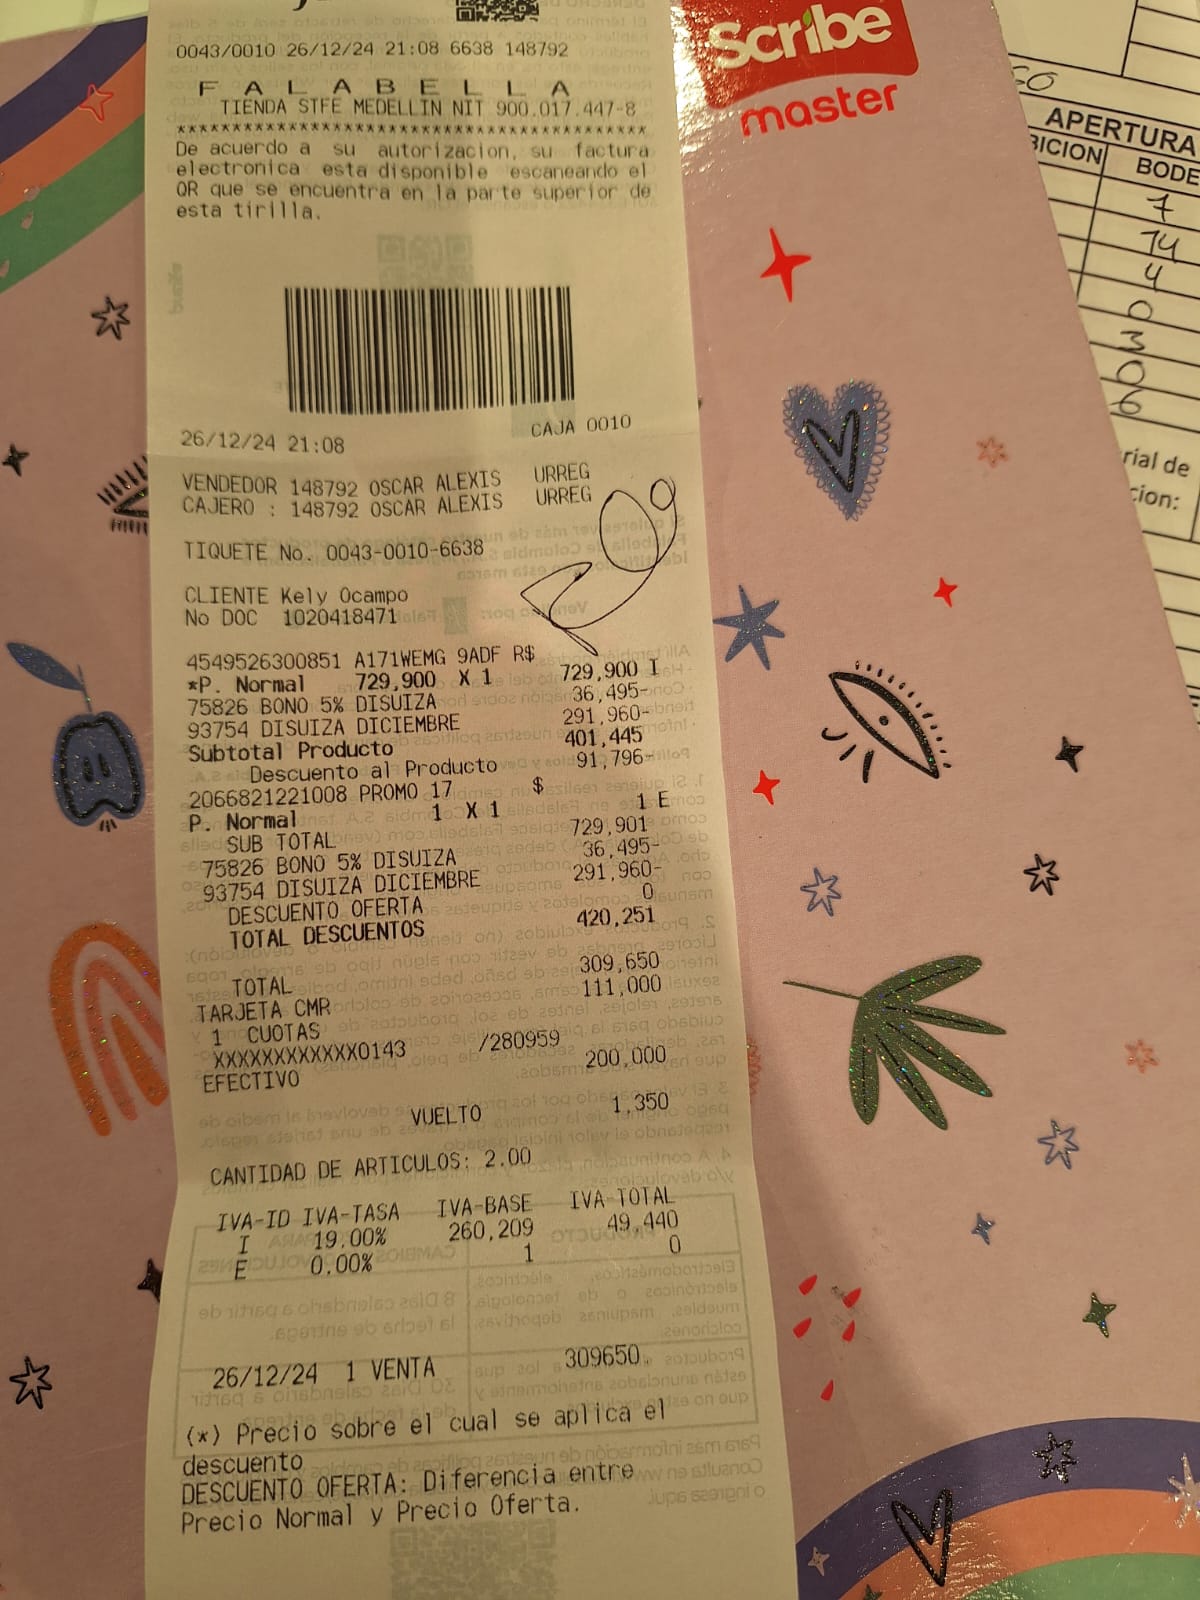 0043/0010 26/12/24 21:08 6638 148792
F A L A B E L L A
TIENDA STFE MEDELLIN NIT 900.017.447-8
************************************************
De acuerdo a su autorizacion, su factura
electronica esta disponible escaneando el
QR que se encuentra en la parte superior de
esta tirilla.
26/12/24 21:08 CAJA 0010
VENDEDOR 148792 OSCAR ALEXIS URREG
CAJERO : 148792 OSCAR ALEXIS URREG
TIQUETE No. 0043-0010-6638
CLIENTE Kely Ocampo
No DOC 1020418471
4549526300851 A171WEMG 9ADF R$
*P. Normal 729,900 X 1 729,900 I
75826 BONO 5% DISUIZA 36,495-
93754 DISUIZA DICIEMBRE 291,960-
Subtotal Producto 401,445
Descuento al Producto 91,796-
2066821221008 PROMO 17 $
P. Normal 1 X 1 1 E
SUB TOTAL 729,901
75826 BONO 5% DISUIZA 36,495-
93754 DISUIZA DICIEMBRE 291,960-
DESCUENTO OFERTA 0
TOTAL DESCUENTOS 420,251
TOTAL 309,650
TARJETA CMR 111,000
1 CUOTAS
XXXXXXXXXXXX0143 /280959
EFECTIVO 200,000
VUELTO 1,350
CANTIDAD DE ARTICULOS: 2.00
IVA-ID IVA-TASA IVA-BASE IVA-TOTAL
I 19.00% 260,209 49,440
E 0.00% 1 0
26/12/24 1 VENTA 309650.
(*) Precio sobre el cual se aplica el
descuento
DESCUENTO OFERTA: Diferencia entre
Precio Normal y Precio Oferta.
Scribe
master
APERTURA
BICION BODE
7
14
4
0
3
0
6
rial de
cion: